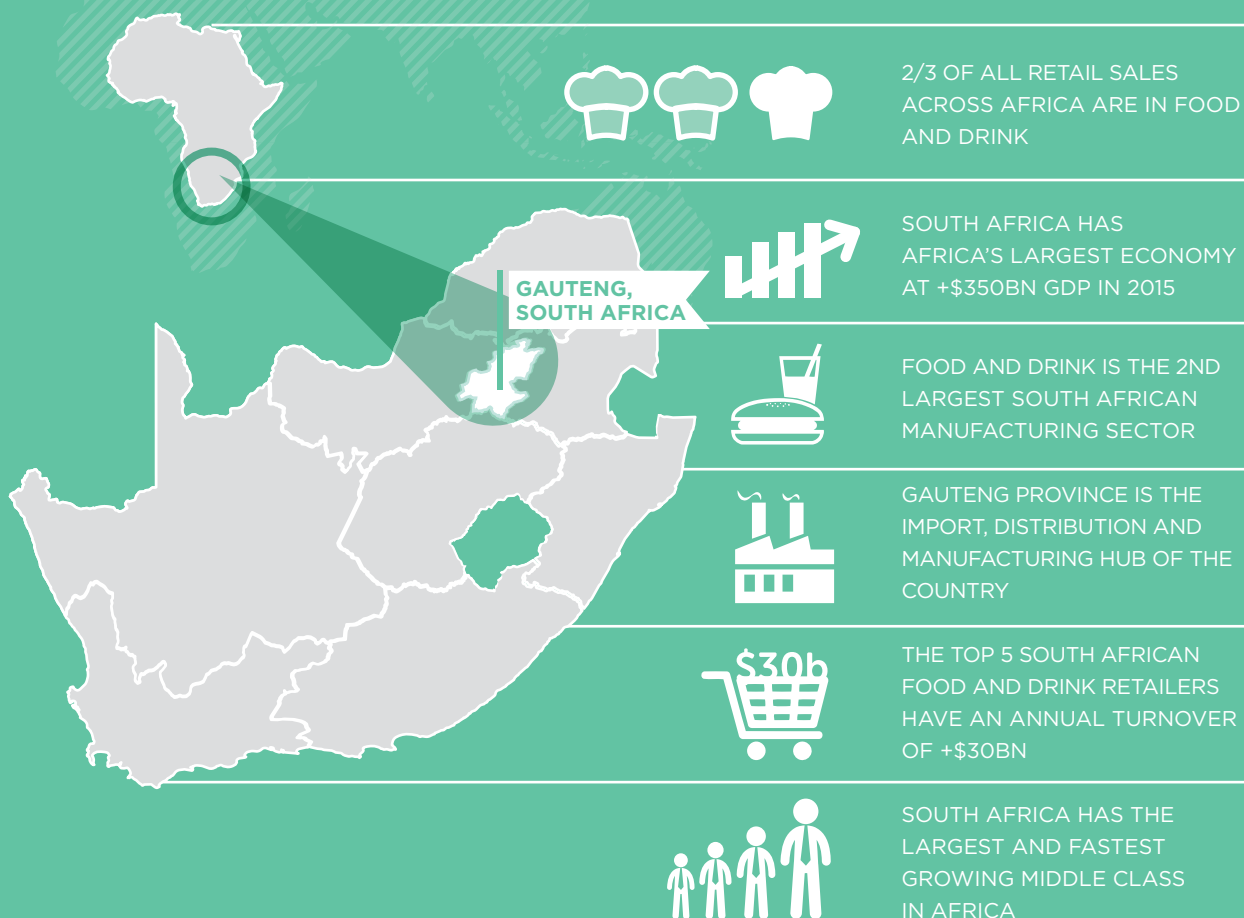 2/3 OF ALL RETAIL SALES
ACROSS AFRICA ARE IN FOOD
AND DRINK
SOUTH AFRICA HAS
AFRICA'S LARGEST ECONOMY
AT +$350BN GDP IN 2015
GAUTENG,
SOUTH AFRICA
FOOD AND DRINK IS THE 2ND
LARGEST SOUTH AFRICAN
MANUFACTURING SECTOR
GAUTENG PROVINCE IS THE
IMPORT, DISTRIBUTION AND
MANUFACTURING HUB OF THE
COUNTRY
$30b
THE TOP 5 SOUTH AFRICAN
FOOD AND DRINK RETAILERS
HAVE AN ANNUAL TURNOVER
OF +$30BN
SOUTH AFRICA HAS THE
LARGEST AND FASTEST
GROWING MIDDLE CLASS
IN AFRICA